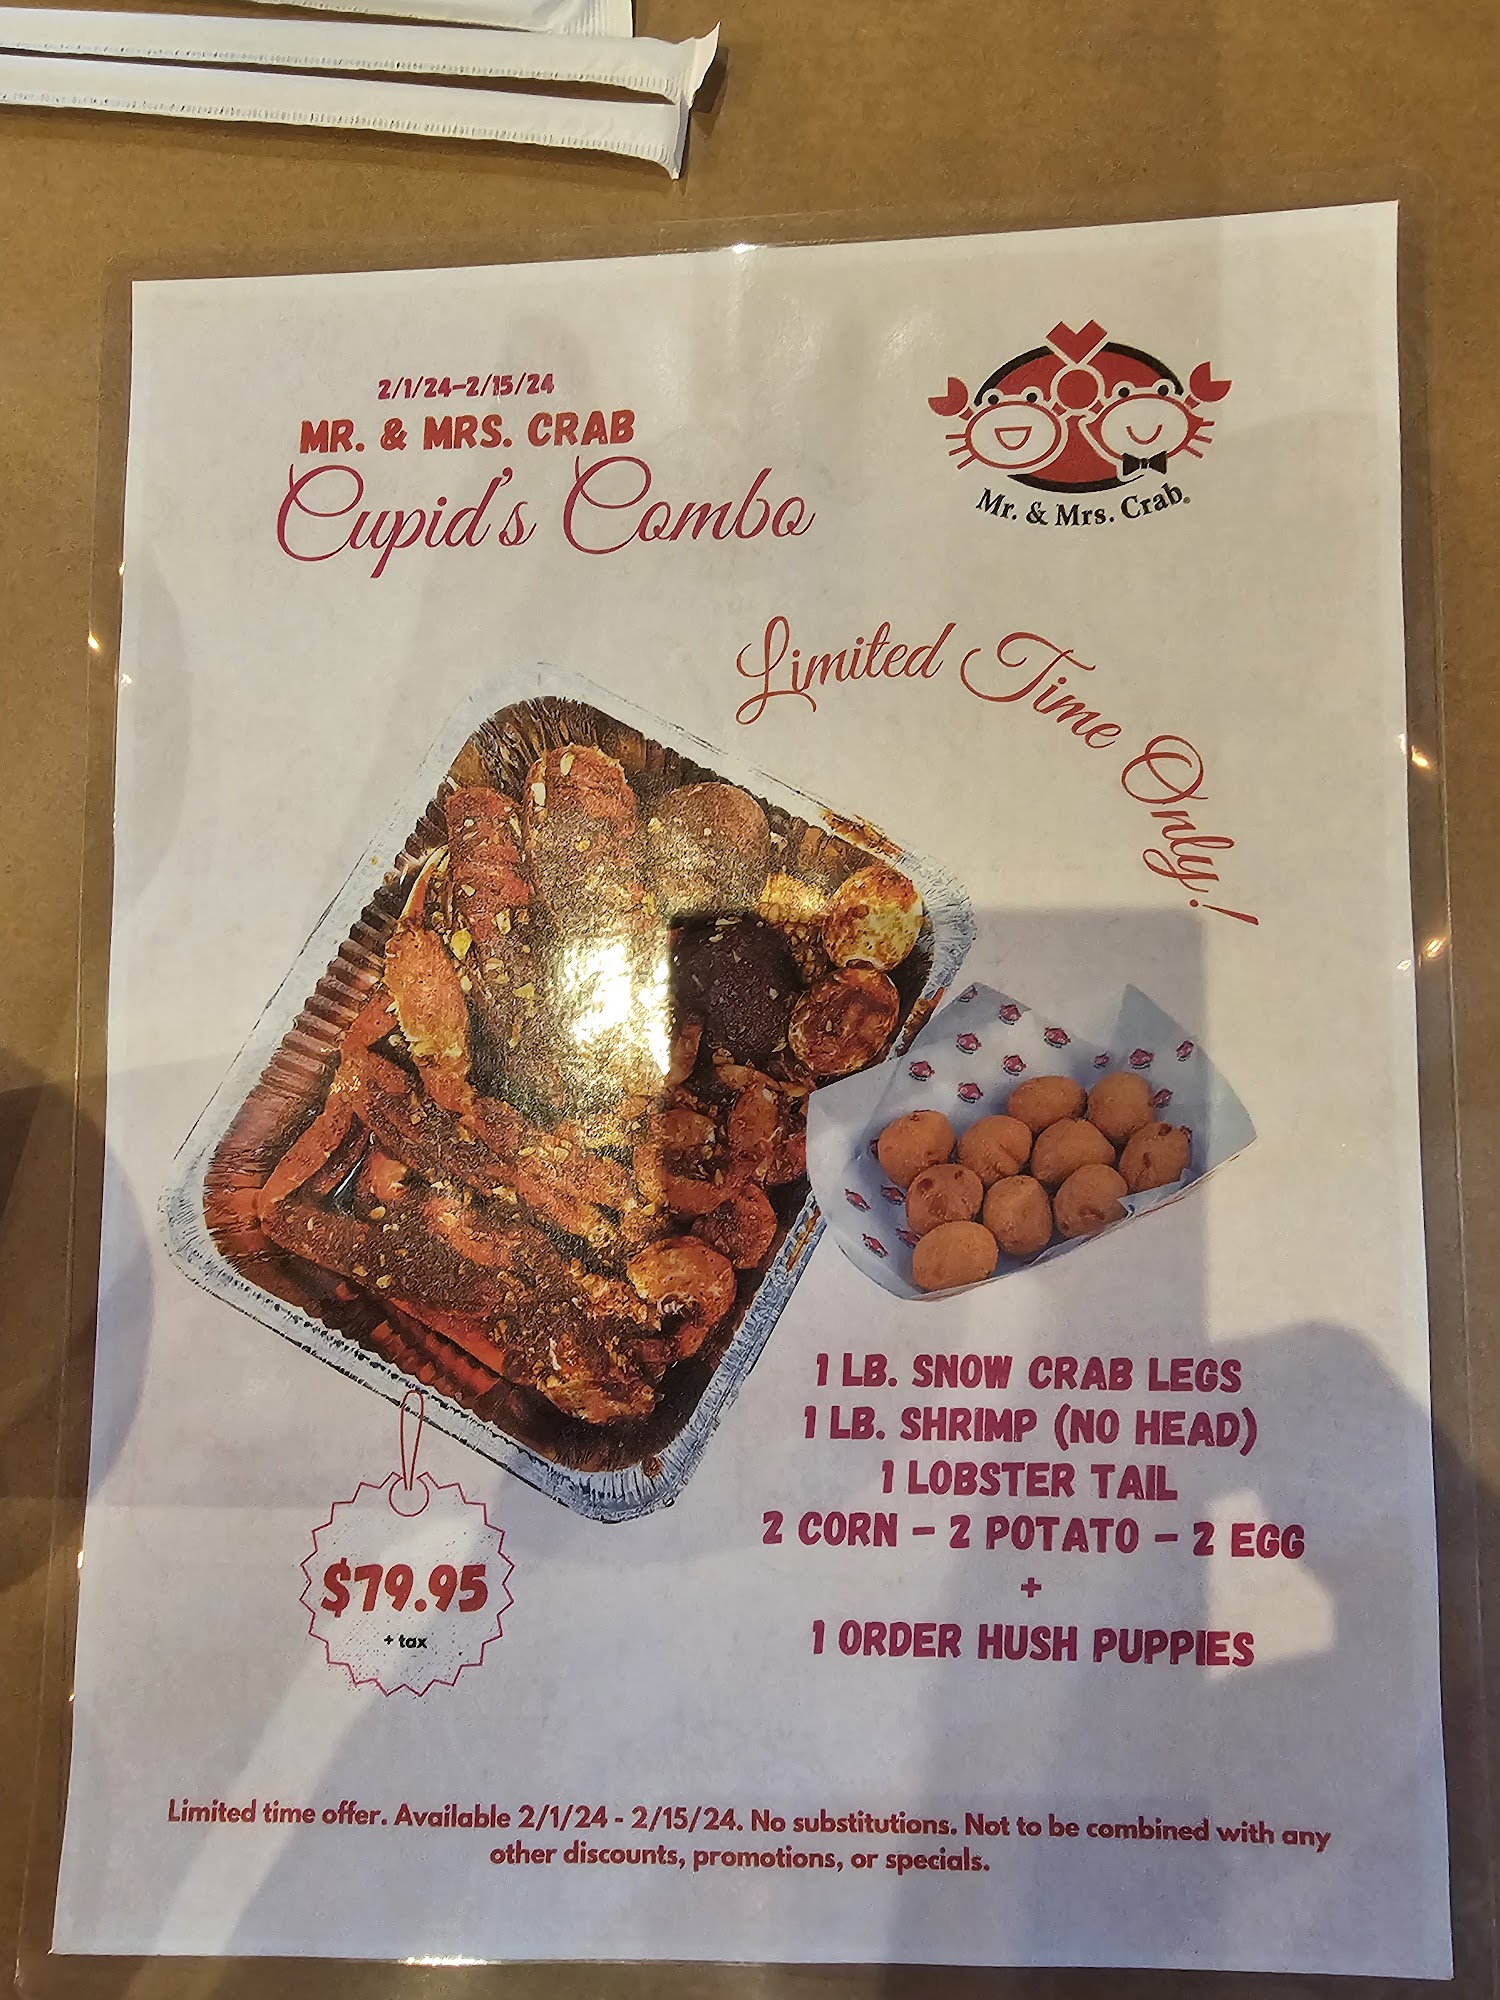 2/1/24-2/15/24
MR. & MRS. CRAB
Cupid's Combo
Mr. & Mrs. Crab®
Limited Time Only!
1 LB. SNOW CRAB LEGS
1 LB. SHRIMP (NO HEAD)
1 LOBSTER TAIL
2 CORN - 2 POTATO - 2 EGG
+
1 ORDER HUSH PUPPIES
$79.95
+ tax
Limited time offer. Available 2/1/24 - 2/15/24. No substitutions. Not to be combined with any
other discounts, promotions, or specials.